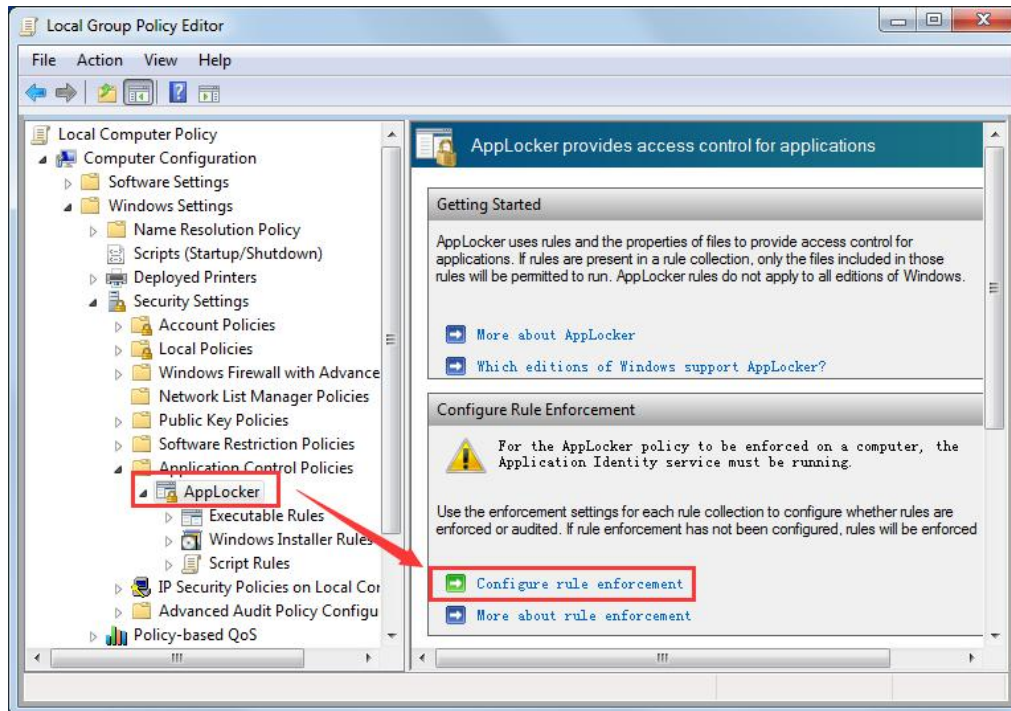 Local Group Policy Editor
File Action View Help
Local Computer Policy
Computer Configuration
Software Settings
Windows Settings
Name Resolution Policy
Scripts (Startup/Shutdown)
Deployed Printers
Security Settings
Account Policies
Local Policies
Windows Firewall with Advance
Network List Manager Policies
Public Key Policies
Software Restriction Policies
Application Control Policies
AppLocker
Executable Rules
Windows Installer Rules
Script Rules
IP Security Policies on Local Cor
Advanced Audit Policy Configu
Policy-based QoS
AppLocker provides access control for applications
Getting Started
AppLocker uses rules and the properties of files to provide access control for
applications. If rules are present in a rule collection, only the files included in those
rules will be permitted to run. AppLocker rules do not apply to all editions of Windows.
More about AppLocker
Which editions of Windows support AppLocker?
Configure Rule Enforcement
For the AppLocker policy to be enforced on a computer, the
Application Identity service must be running.
Use the enforcement settings for each rule collection to configure whether rules are
enforced or audited. If rule enforcement has not been configured, rules will be enforced
Configure rule enforcement
More about rule enforcement